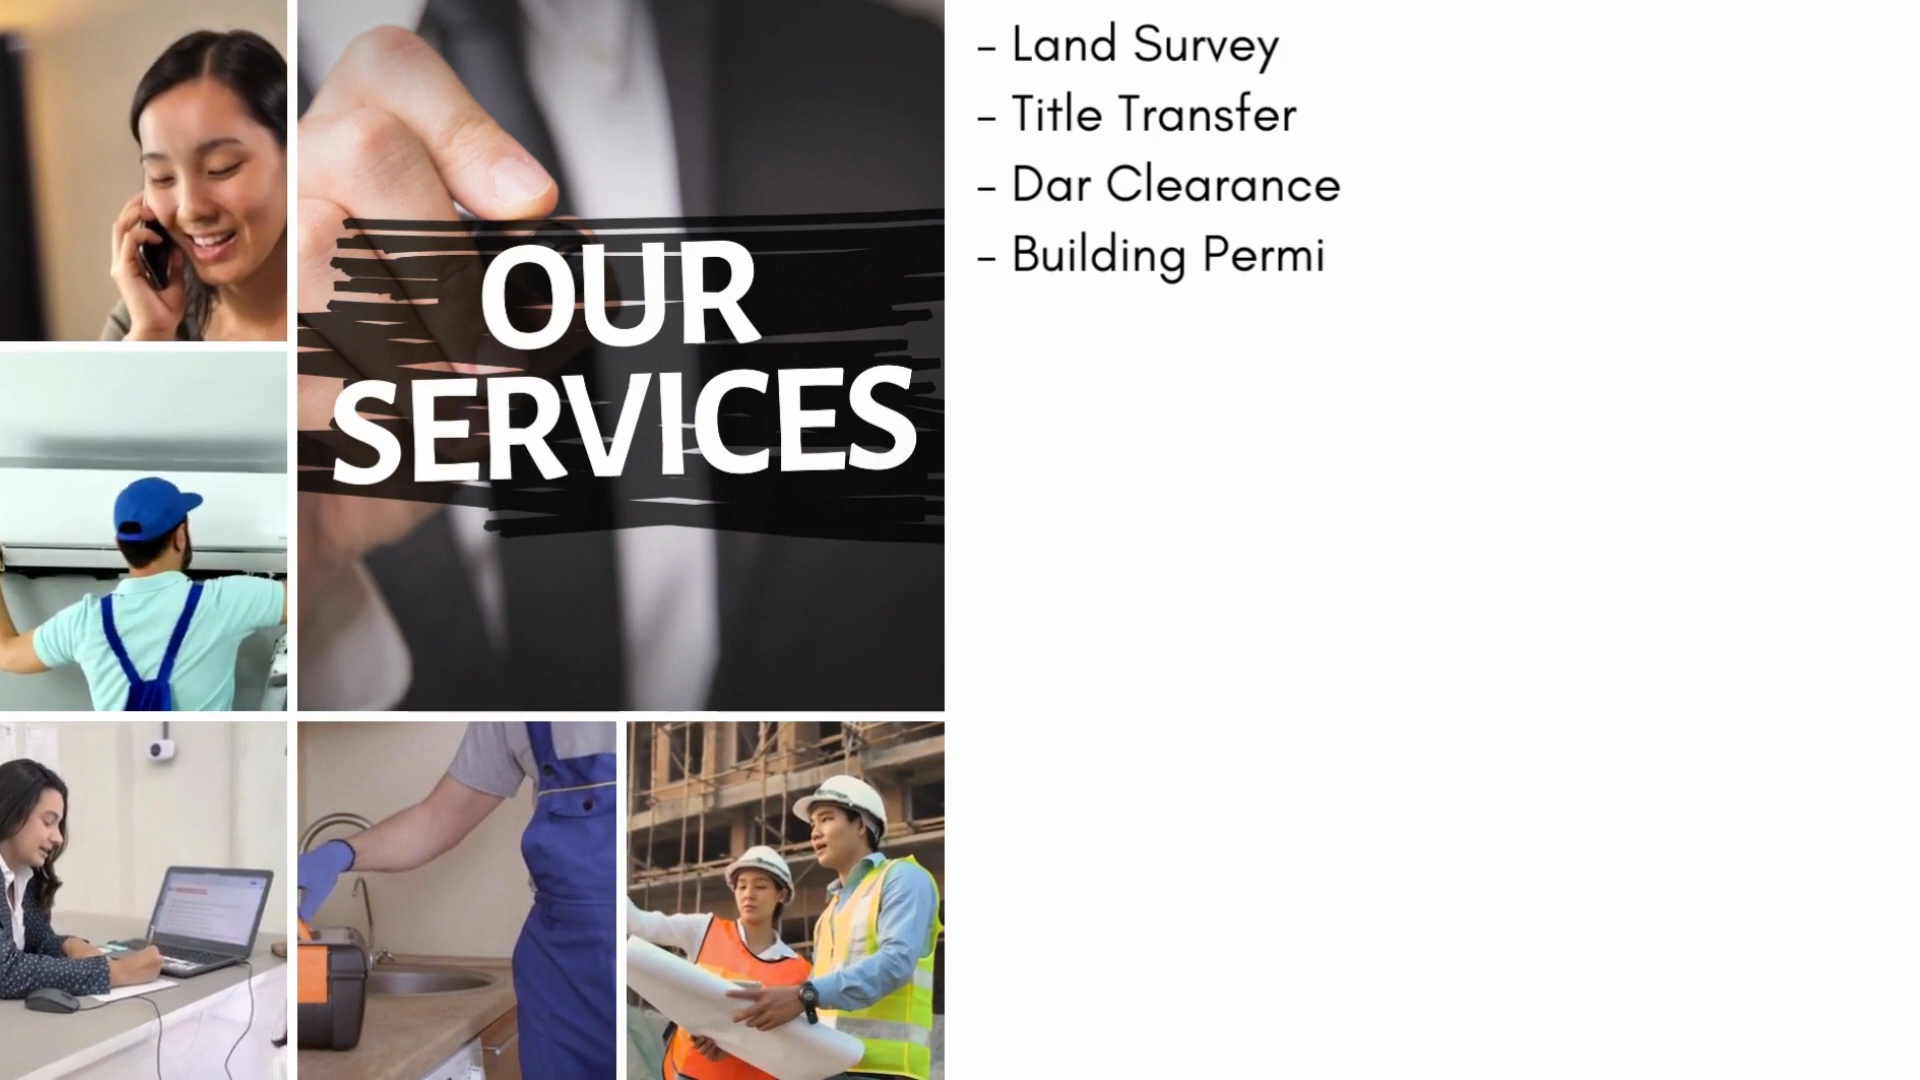 OUR
SERVICES
- Land Survey
- Title Transfer
- Dar Clearance
- Building Permi